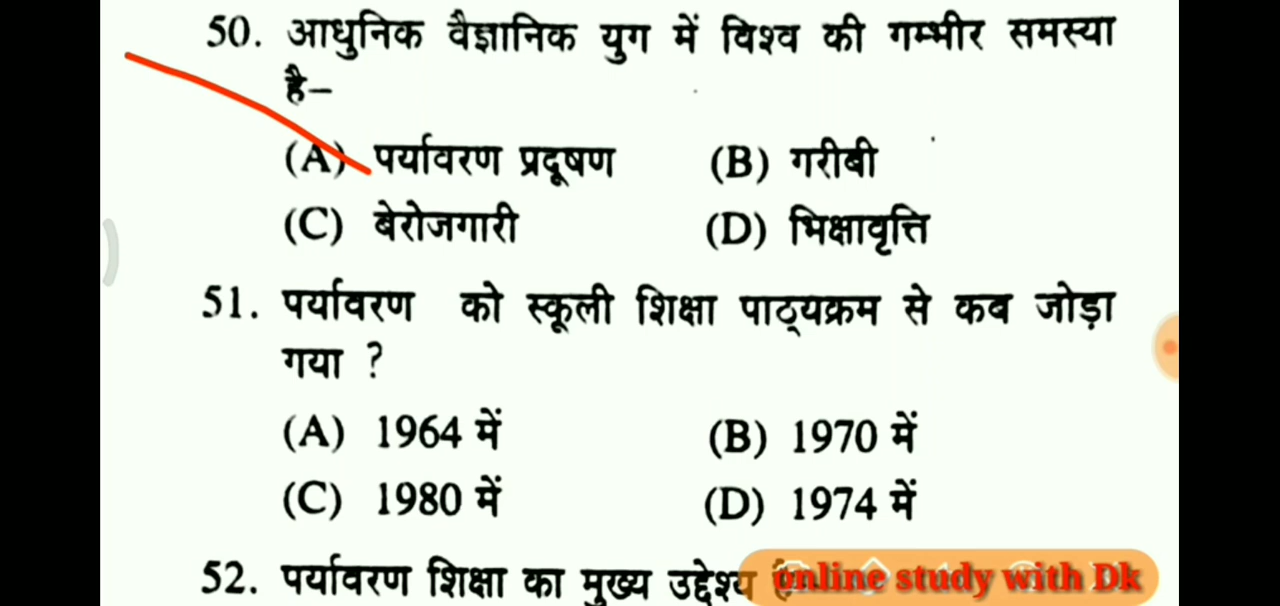 50. आधुनिक वैज्ञानिक युग में विश्व की गम्भीर समस्या
है–
(A) पर्यावरण प्रदूषण (B) गरीबी
(C) बेरोजगारी (D) भिक्षावृत्ति
51. पर्यावरण को स्कूली शिक्षा पाठ्यक्रम से कब जोड़ा
गया ?
(A) 1964 में (B) 1970 में
(C) 1980 में (D) 1974 में
52. पर्यावरण शिक्षा का मुख्य उद्देश्य
online study with Dk